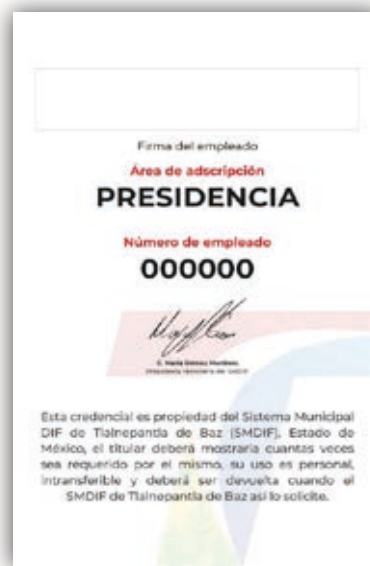 Firma del empleado
Área de adscripción
PRESIDENCIA
Número de empleado
000000
Esta credencial es propiedad del Sistema Municipal
DIF de Tlalnepantla de Baz (SMDIF), Estado de
México, el titular deberá mostrarla cuantas veces
sea requerido por el mismo, su uso es personal,
intransferible y deberá ser devuelta cuando el
SMDIF de Tlalnepantla de Baz así lo solicite.